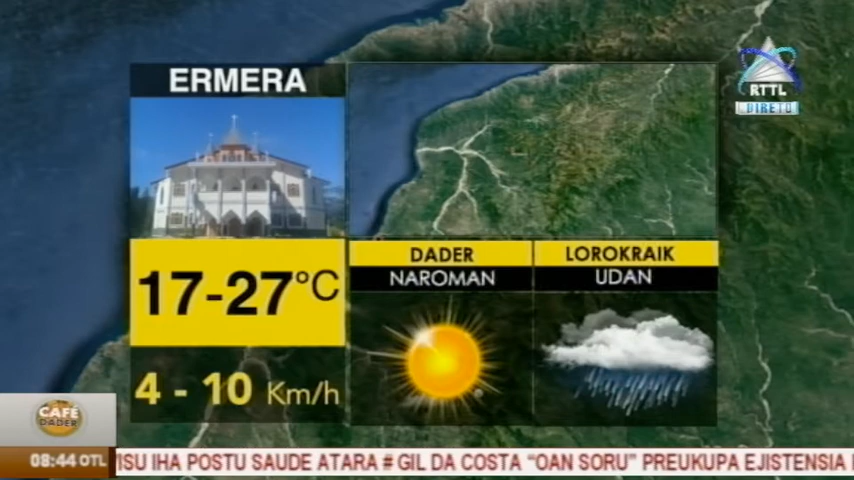 ERMERA
RTTL
DIRETO
17-27°C
DADER
LOROKRAIK
NAROMAN
UDAN
4 - 10 Km/h
CAFÉ
DADER
08:44 OTL
ISU IHA POSTU SAUDE ATARA # GIL DA COSTA "OAN SORU" PREUKUPA EJISTENSIA